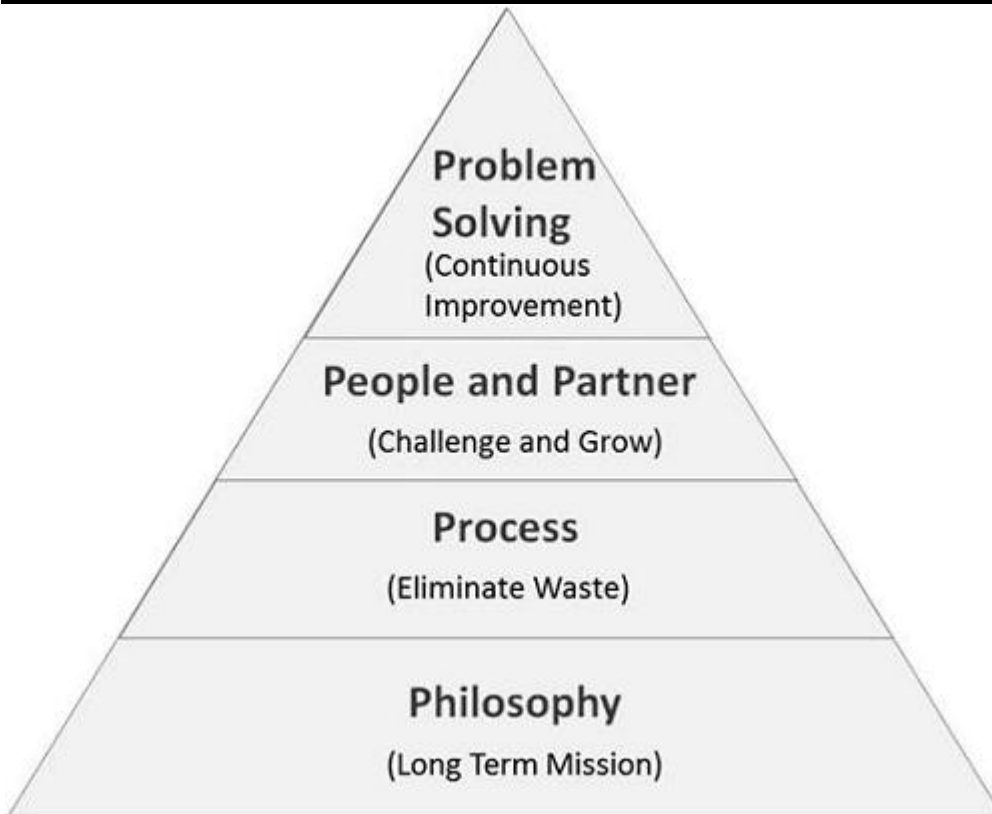 Problem
Solving
(Continuous
Improvement)
People and Partner
(Challenge and Grow)
Process
(Eliminate Waste)
Philosophy
(Long Term Mission)